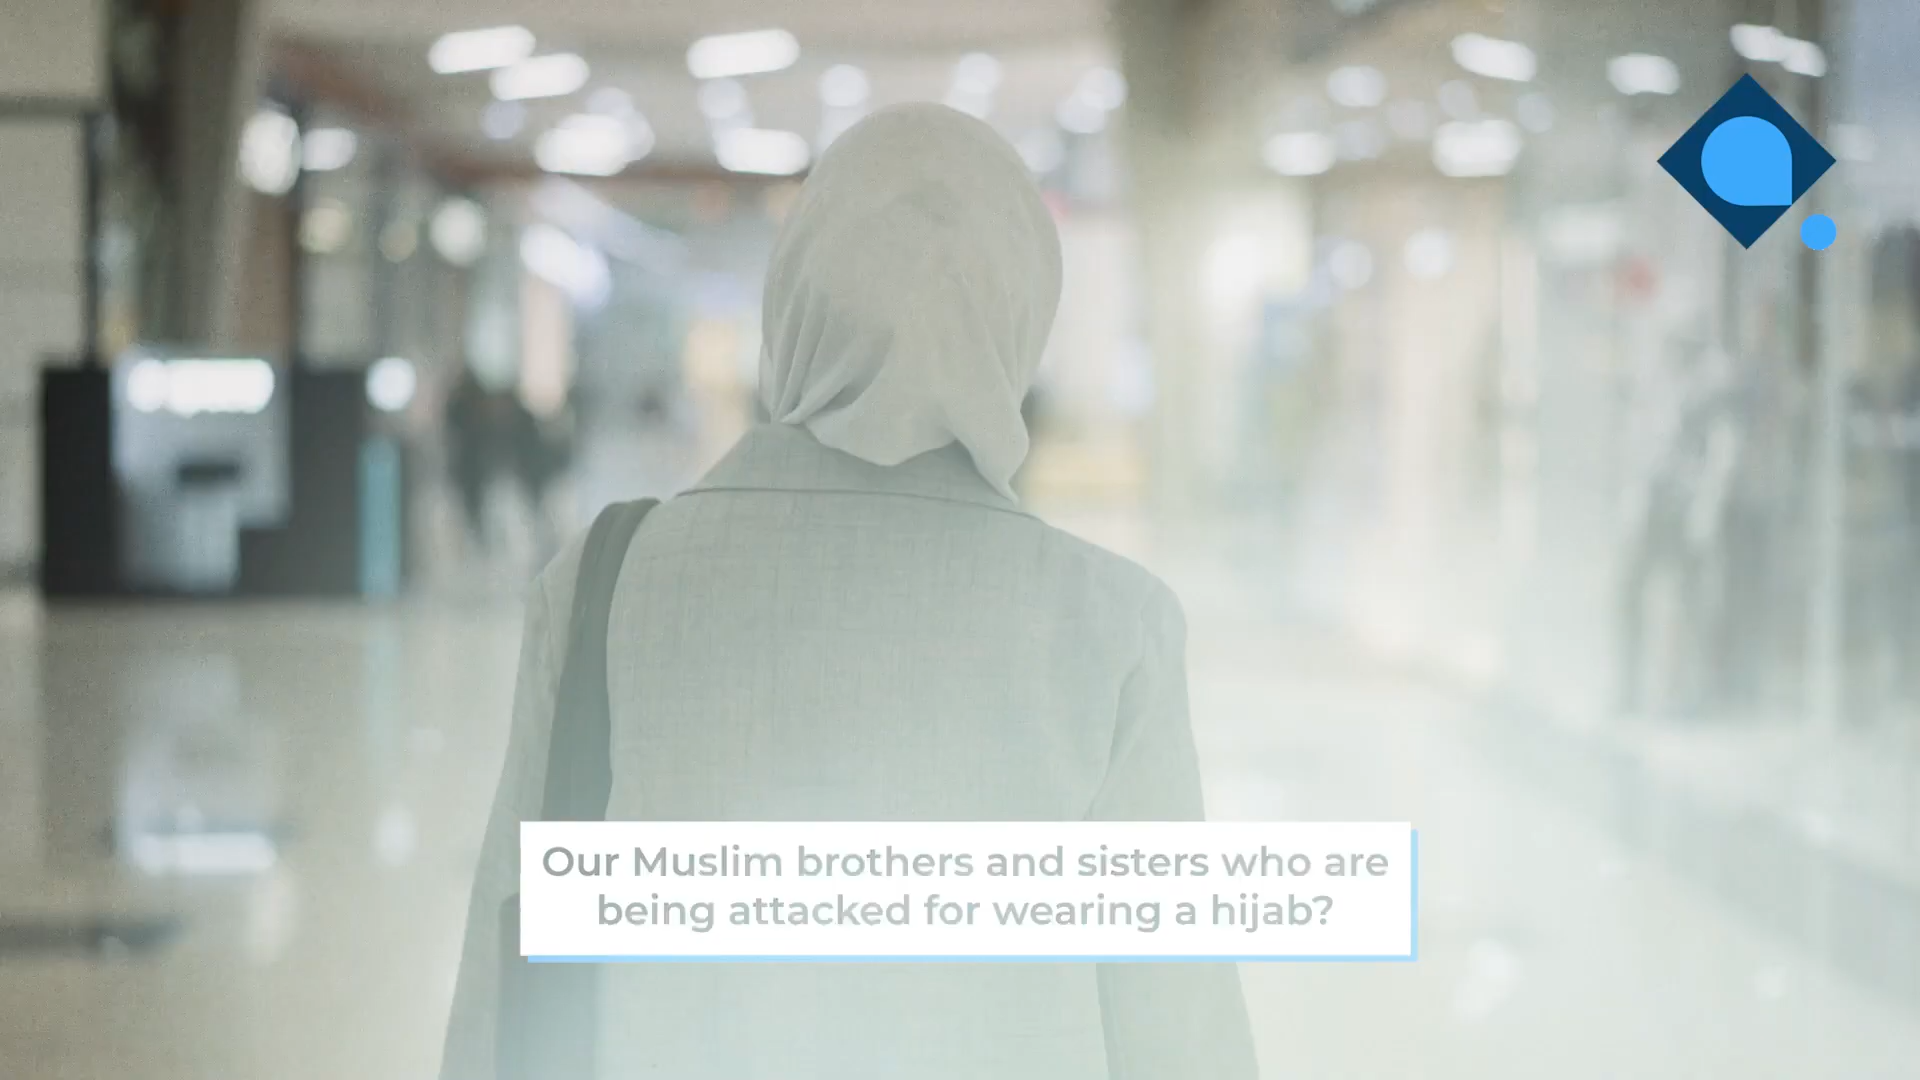 Our Muslim brothers and sisters who are
being attacked for wearing a hijab?